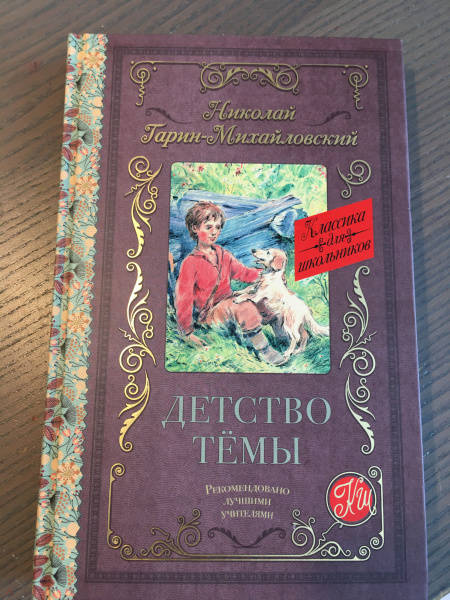 Николай
Гарин-Михайловский
Классика
для
школьников
ДЕТСТВО
ТЁМЫ
Рекомендовано
лучшими
учителями
КШ